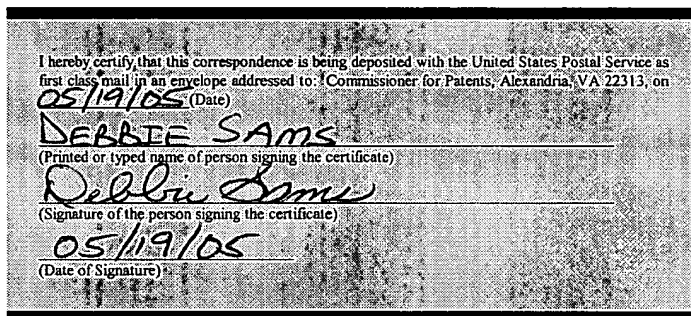 I hereby certify that this correspondence is being deposited with the United States Postal Service as
first class mail in an envelope addressed to: Commissioner for Patents, Alexandria, VA 22313, on
05/19/05 (Date)
DEBBIE SAMS
(Printed or typed name of person signing the certificate)
Debbie Sams
(Signature of the person signing the certificate)
05/19/05
(Date of Signature)